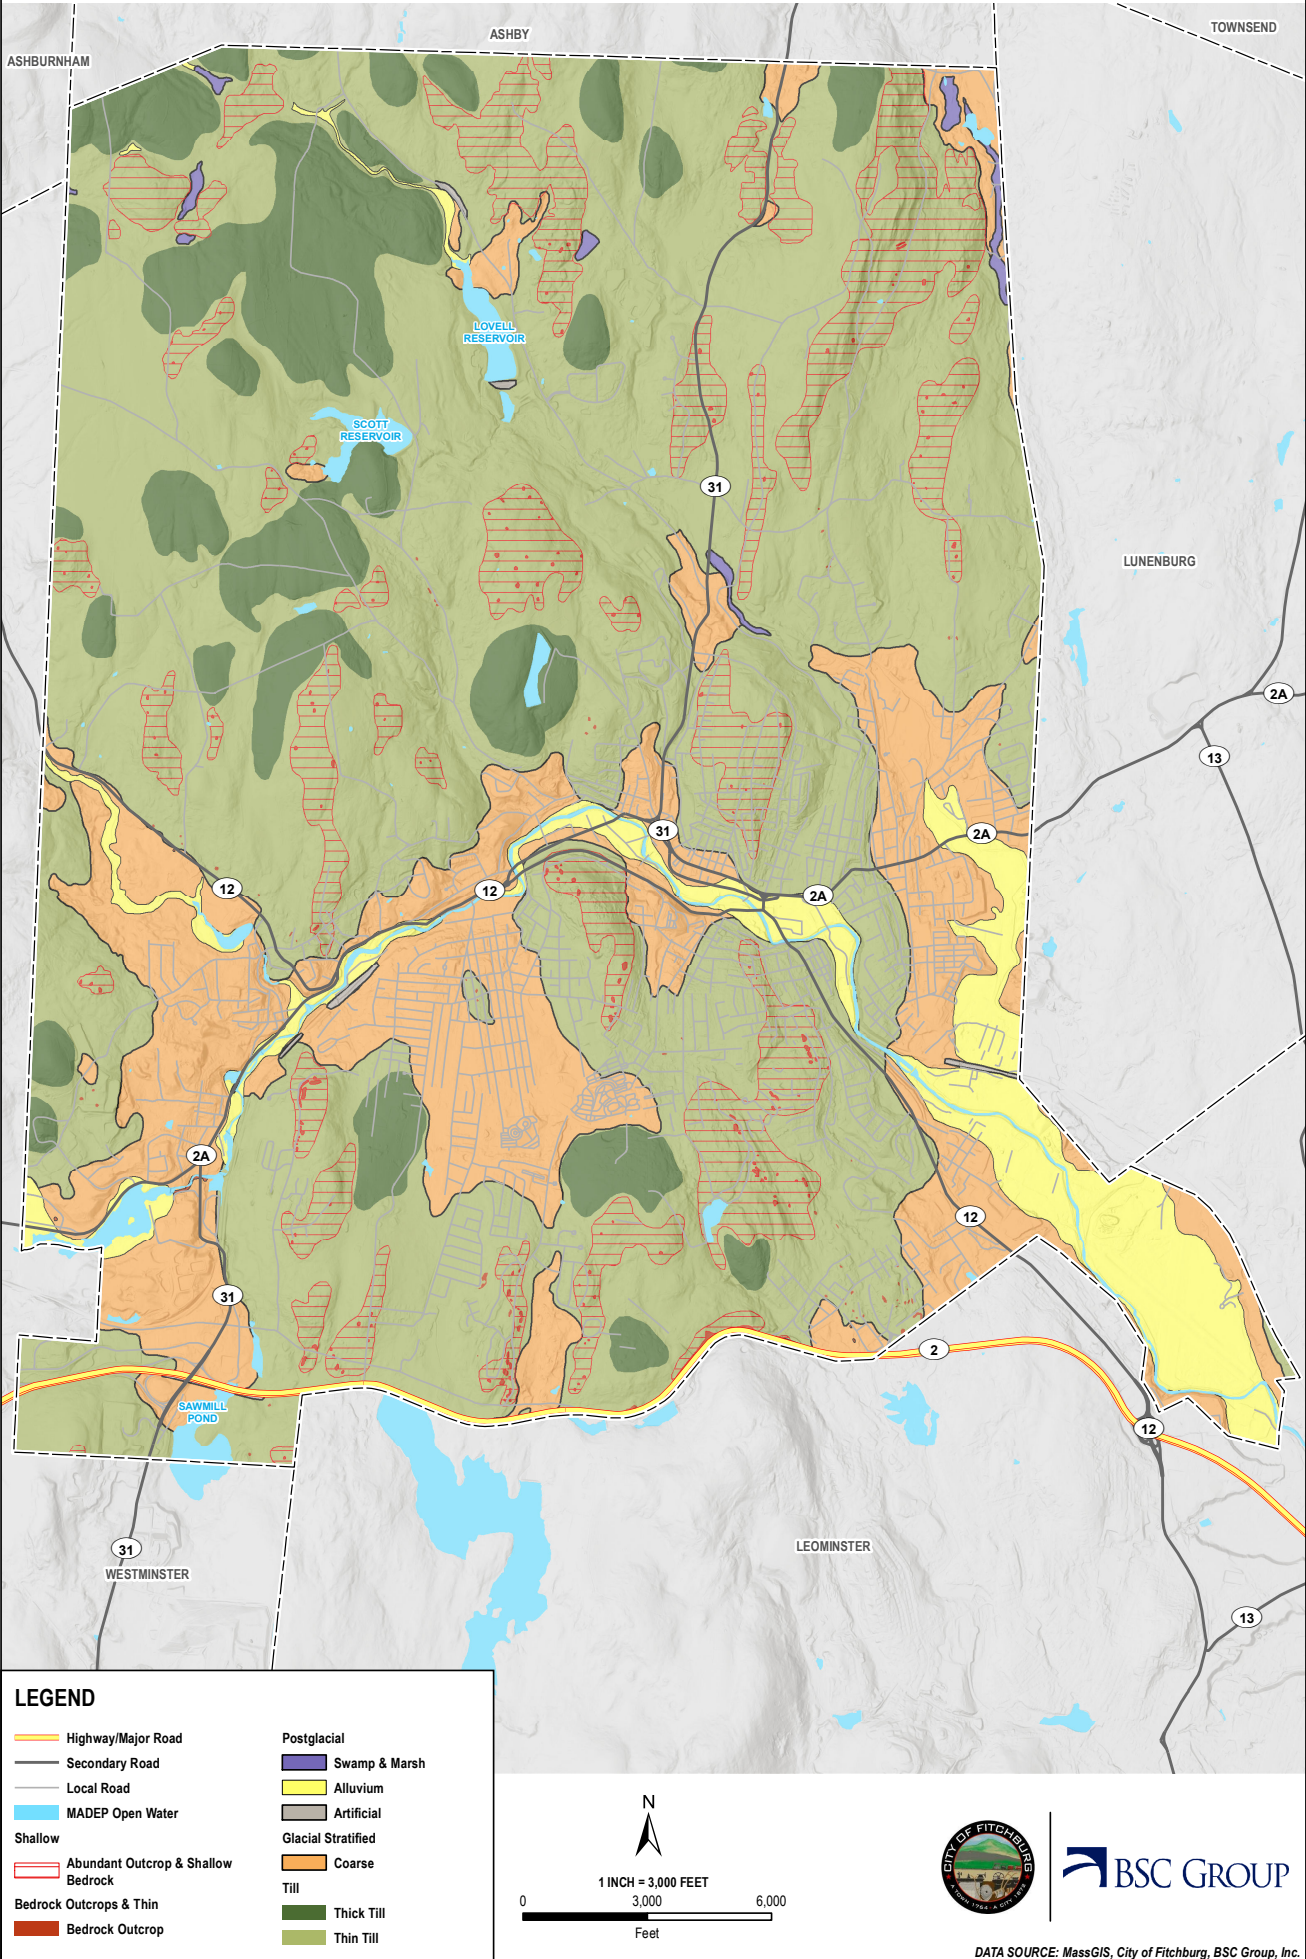 ASHBY
TOWNSEND
ASHBURNHAM
LOVELL
RESERVOIR
SCOTT
RESERVOIR
31
LUNENBURG
2A
13
31
2A
12
12
2A
2A
12
31
2
SAWMILL
POND
12
31
LEOMINSTER
WESTMINSTER
13
LEGEND
Highway/Major Road
Secondary Road
Local Road
MADEP Open Water
Shallow
Abundant Outcrop & Shallow
Bedrock
Bedrock Outcrops & Thin
Bedrock Outcrop
Postglacial
Swamp & Marsh
Alluvium
Artificial
Glacial Stratified
Coarse
Till
Thick Till
Thin Till
N
1 INCH = 3,000 FEET
0 3,000 6,000
Feet
CITY OF FITCHBURG
A TOWN 1764 · A CITY 1872
BSC GROUP
DATA SOURCE: MassGIS, City of Fitchburg, BSC Group, Inc.